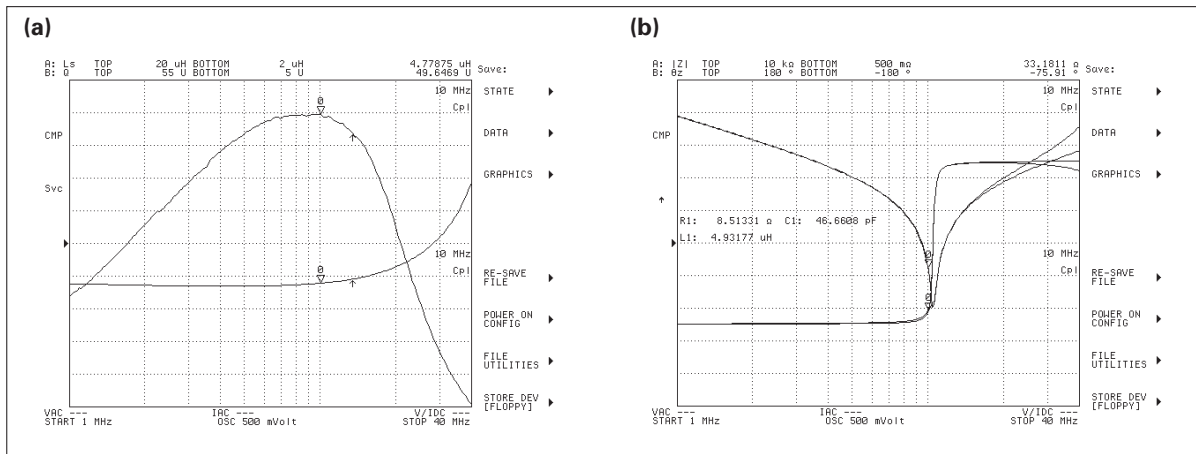 (a)
A: Ls TOP 20 uH BOTTOM 2 uH 4.77875 uH
B: Q TOP 55 U BOTTOM 5 U 49.6469 U
Save:
10 MHz
Cpl
STATE
CMP
DATA
GRAPHICS
Svc
10 MHz
Cpl
0
0
RE-SAVE
FILE
POWER ON
CONFIG
FILE
UTILITIES
STORE DEV
[FLOPPY]
VAC --- IAC --- V/IDC ---
START 1 MHz OSC 500 mVolt STOP 40 MHz
(b)
A: |Z| TOP 10 kΩ BOTTOM 500 mΩ 33.1811 Ω
B: θz TOP 180 ° BOTTOM -180 ° -75.91 °
Save:
10 MHz
Cpl
STATE
CMP
DATA
GRAPHICS
R1: 8.51331 Ω C1: 46.6608 pF
L1: 4.93177 uH
10 MHz
Cpl
0
0
RE-SAVE
FILE
POWER ON
CONFIG
FILE
UTILITIES
STORE DEV
[FLOPPY]
VAC --- IAC --- V/IDC ---
START 1 MHz OSC 500 mVolt STOP 40 MHz